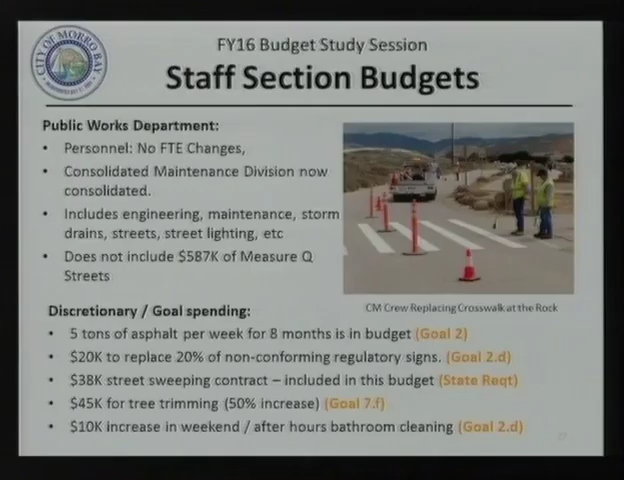 FY16 Budget Study Session
Staff Section Budgets
CITY OF MORRO BAY
Public Works Department:
• Personnel: No FTE Changes,
• Consolidated Maintenance Division now
consolidated.
• Includes engineering, maintenance, storm
drains, streets, street lighting, etc
• Does not include $587K of Measure Q
Streets
CM Crew Replacing Crosswalk at the Rock
Discretionary / Goal spending:
• 5 tons of asphalt per week for 8 months is in budget (Goal 2)
• $20K to replace 20% of non-conforming regulatory signs. (Goal 2.d)
• $38K street sweeping contract – included in this budget (State Reqt)
• $45K for tree trimming (50% increase) (Goal 7.f)
• $10K increase in weekend / after hours bathroom cleaning (Goal 2.d)